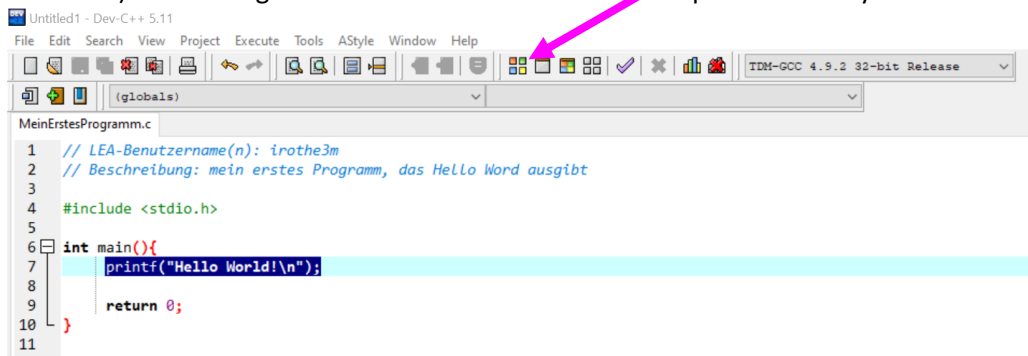 Untitled1 - Dev-C++ 5.11
File Edit Search View Project Execute Tools AStyle Window Help
TDM-GCC 4.9.2 32-bit Release
(globals)
MeinErstesProgramm.c
1 // LEA-Benutzername(n): irothe3m
2 // Beschreibung: mein erstes Programm, das Hello Word ausgibt
3
4 #include <stdio.h>
5
6 int main(){
7 printf("Hello World!\n");
8
9 return 0;
10 }
11